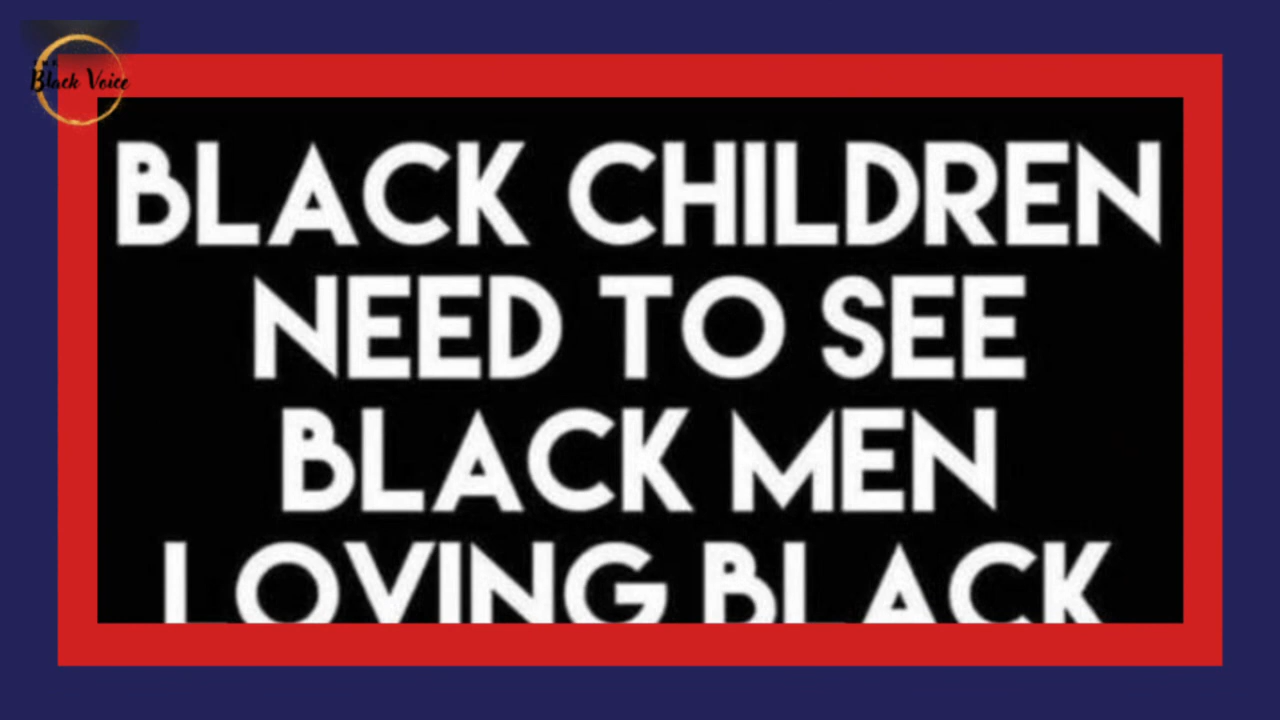 Black Voice
BLACK CHILDREN
NEED TO SEE
BLACK MEN
LOVING BLACK